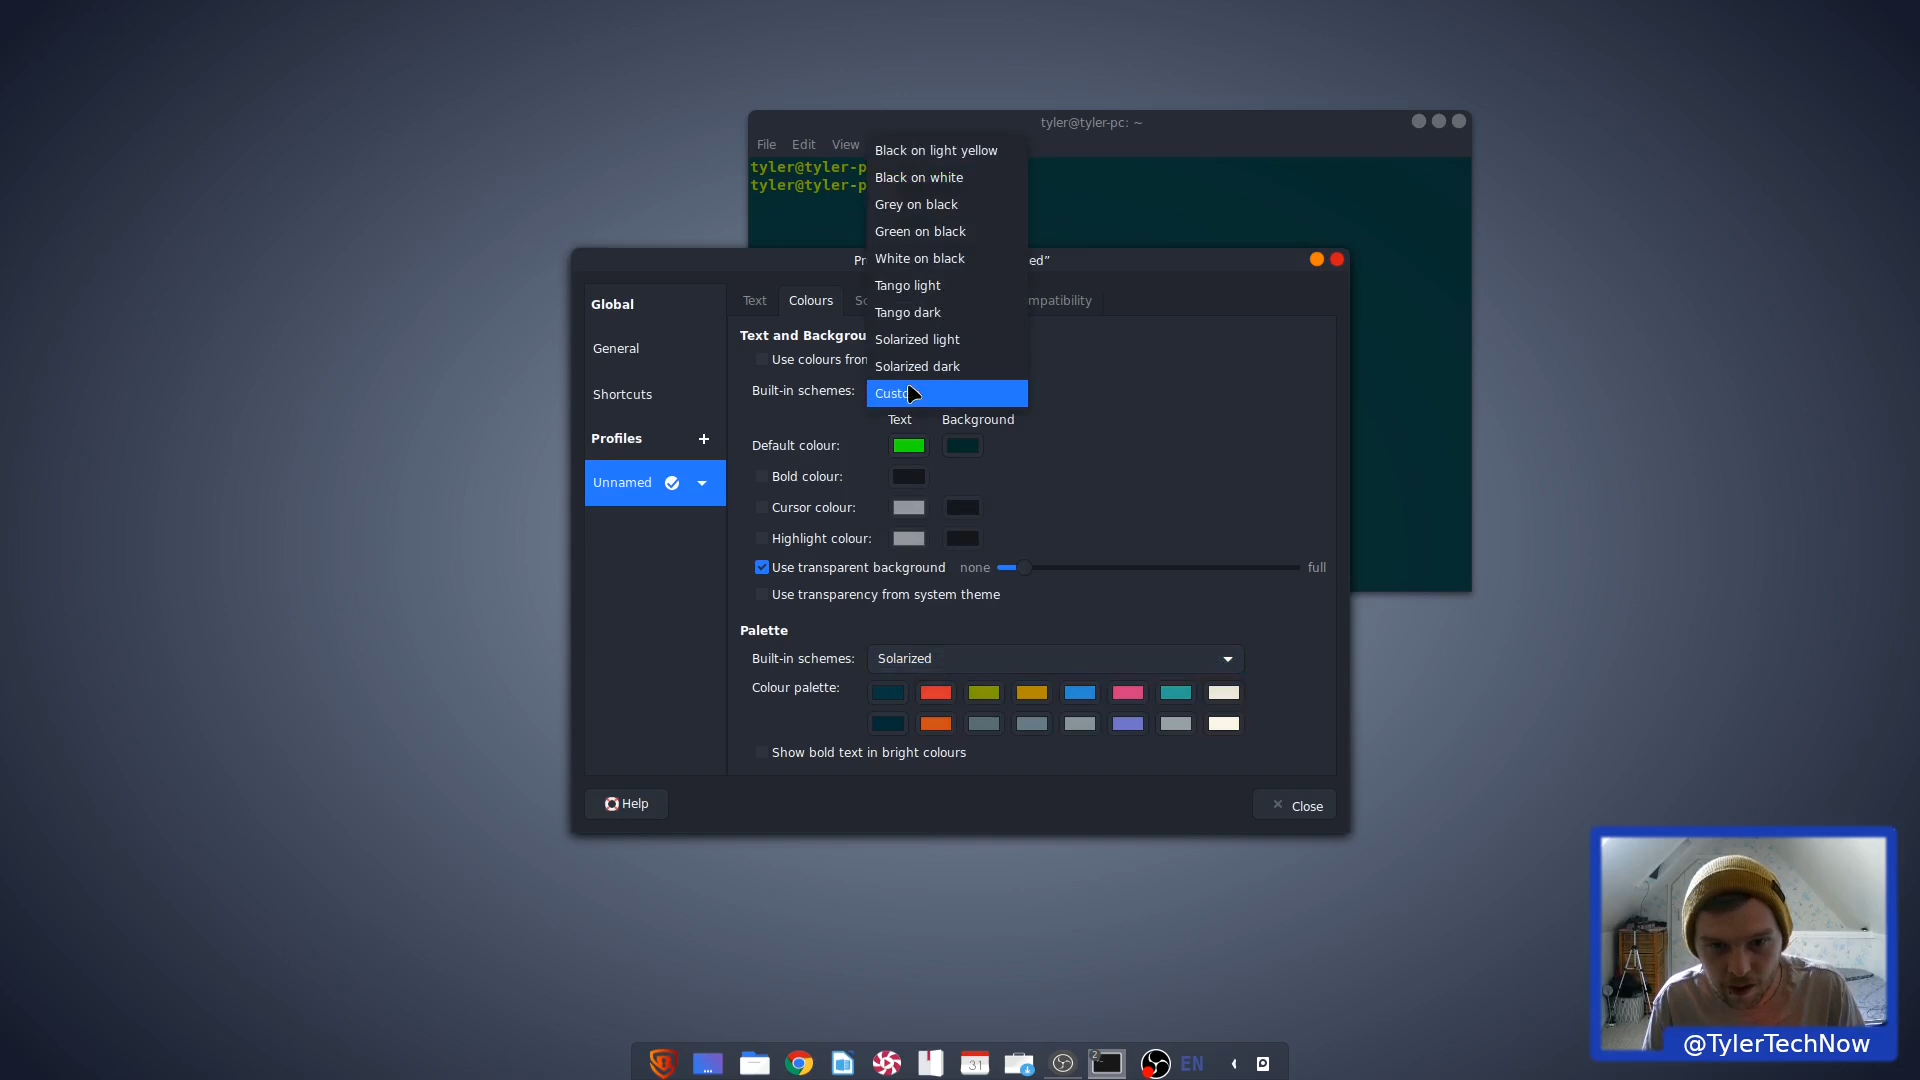 tyler@tyler-pc: ~
File Edit View
tyler@tyler-p
tyler@tyler-p
Black on light yellow
Black on white
Grey on black
Green on black
White on black
Tango light
Tango dark
Solarized light
Solarized dark
Custo
Pr ed”
Global
General
Shortcuts
Profiles +
Unnamed
Text Colours Sc mpatibility
Text and Backgrou
Use colours from
Built-in schemes:
Text Background
Default colour:
Bold colour:
Cursor colour:
Highlight colour:
Use transparent background none full
Use transparency from system theme
Palette
Built-in schemes: Solarized
Colour palette:
Show bold text in bright colours
Help
Close
31
2
EN
@TylerTechNow